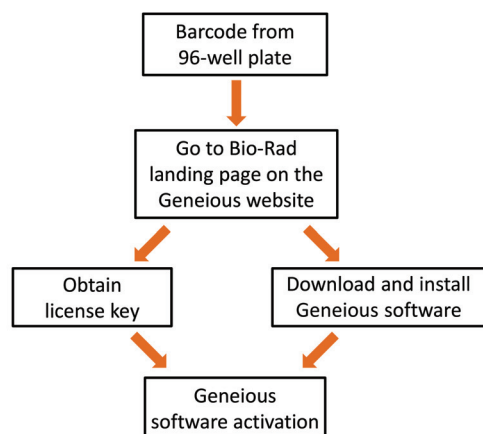 Barcode from
96-well plate
Go to Bio-Rad
landing page on the
Geneious website
Obtain
license key
Download and install
Geneious software
Geneious
software activation